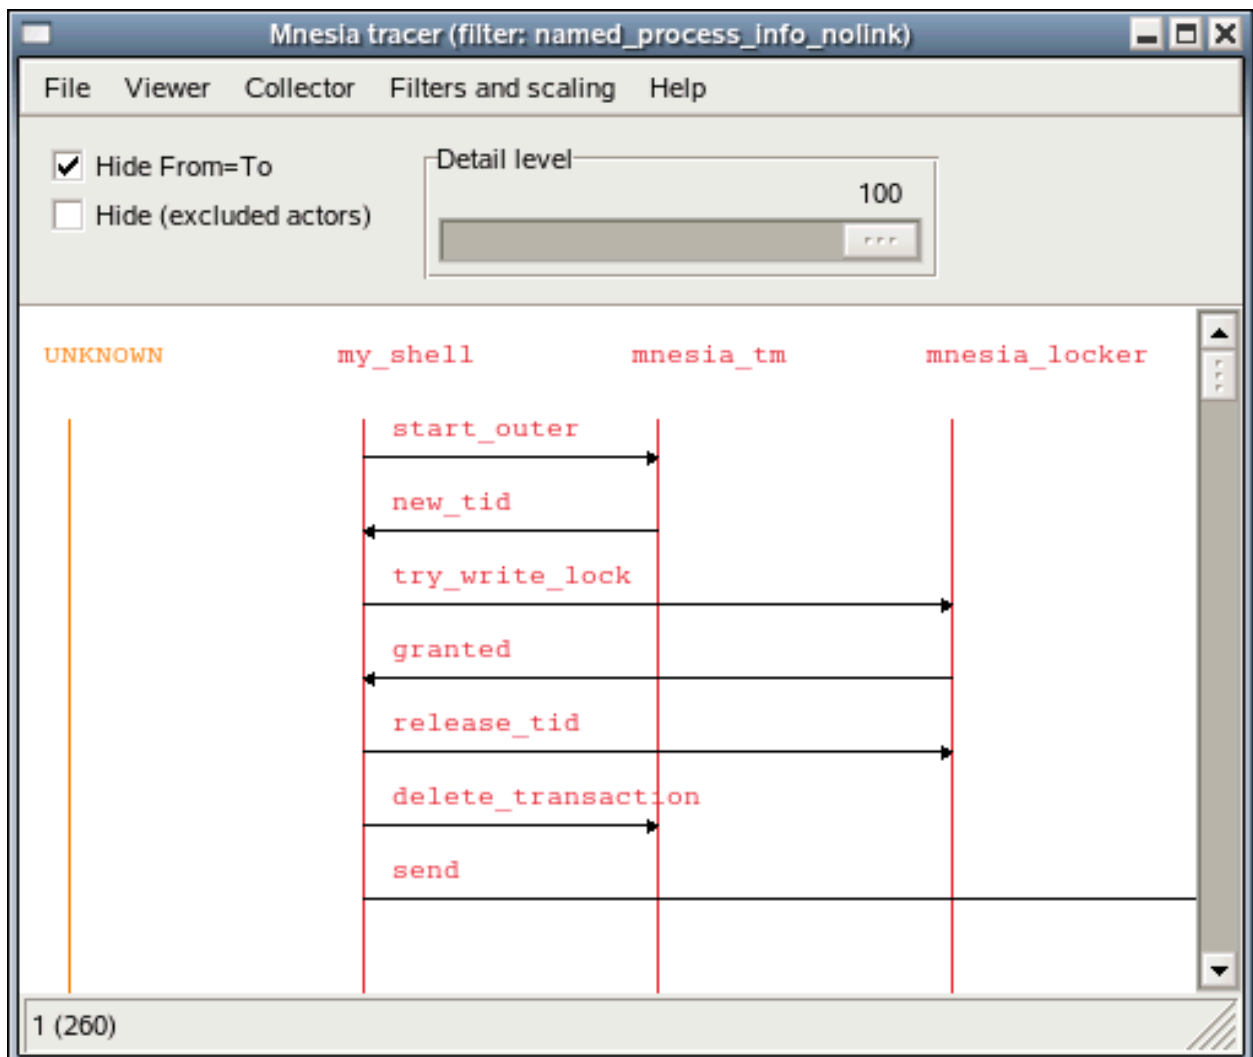 Mnesia tracer (filter: named_process_info_nolink)
File Viewer Collector Filters and scaling Help
Hide From=To
Hide (excluded actors)
Detail level
100
UNKNOWN my_shell mnesia_tm mnesia_locker
start_outer
new_tid
try_write_lock
granted
release_tid
delete_transaction
send
1 (260)